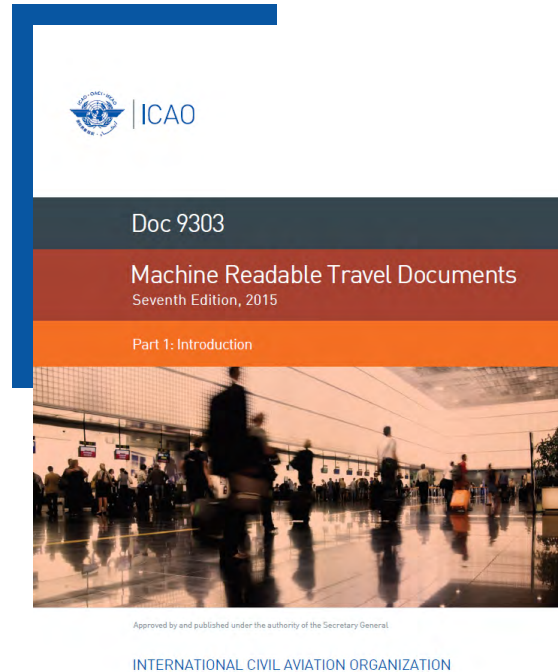 ICAO
Doc 9303
Machine Readable Travel Documents
Seventh Edition, 2015
Part 1: Introduction
Approved by and published under the authority of the Secretary General
INTERNATIONAL CIVIL AVIATION ORGANIZATION